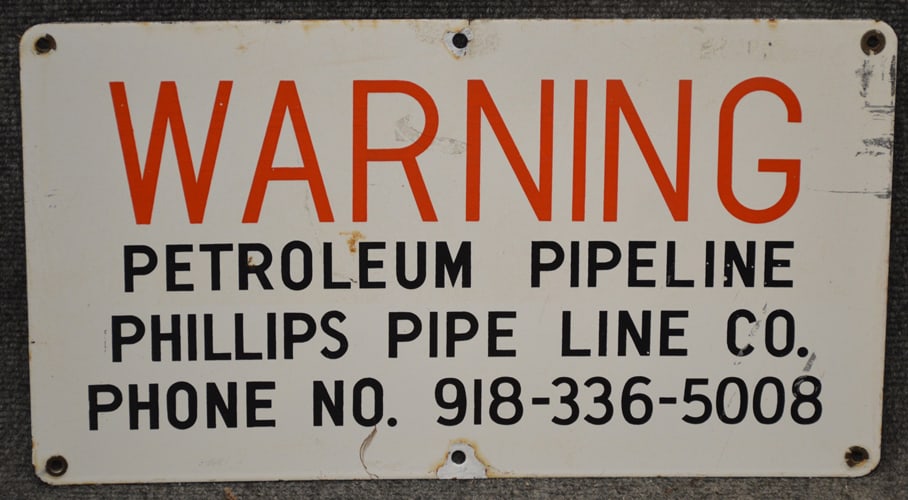 WARNING
PETROLEUM PIPELINE
PHILLIPS PIPE LINE CO.
PHONE NO. 918-336-5008